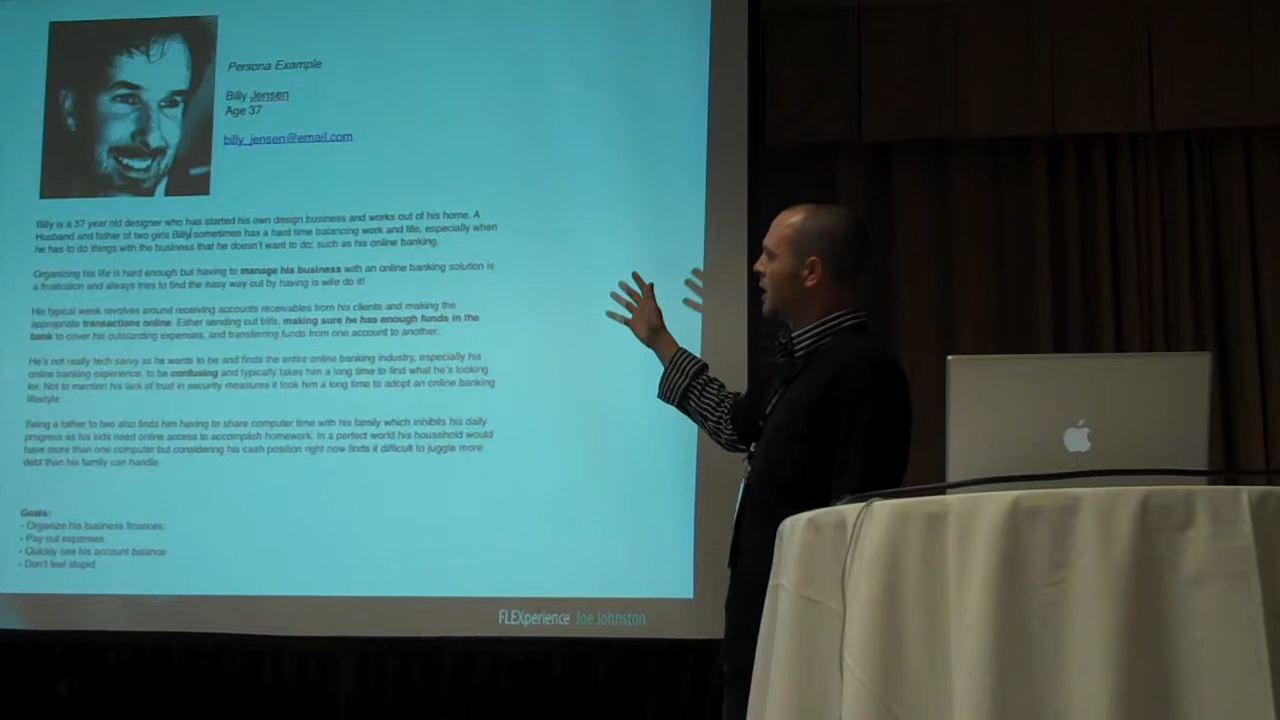 Persona Example
Billy Jensen
Age 37
billy_jensen@email.com
Billy is a 37 year old designer who has started his own design business and works out of his home. A
Husband and father of two girls Billy sometimes has a hard time balancing work and life, especially when
he has to do things with the business that he doesn't want to do; such as his online banking.
Organizing his life is hard enough but having to manage his business with an online banking solution is
a frustration and always tries to find the easy way out by having is wife do it!
His typical week revolves around receiving accounts receivables from his clients and making the
appropriate transactions online. Either sending out bills, making sure he has enough funds in the
bank to cover his outstanding expenses, and transferring funds from one account to another.
He's not really tech savvy as he wants to be and finds the entire online banking industry, especially his
online banking experience, to be confusing and typically takes him a long time to find what he's looking
for. Not to mention his lack of trust in security measures it took him a long time to adopt an online banking
lifestyle.
Being a father to two also finds him having to share computer time with his family which inhibits his daily
progress as his kids need online access to accomplish homework. In a perfect world his household would
have more than one computer but considering his cash position right now finds it difficult to juggle more
debt than his family can handle.
Goals:
- Organize his business finances:
- Pay out expenses
- Quickly see his account balance
- Don't feel stupid
FLEXperience Joe Johnston